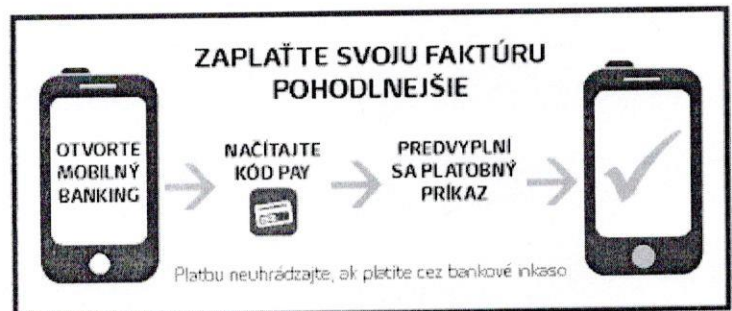 ZAPLAŤTE SVOJU FAKTÚRU
POHODLNEJŠIE
OTVORTE
MOBILNÝ
BANKING
NAČÍTAJTE
KÓD PAY
PREDVYPLNÍ
SA PLATOBNÝ
PRÍKAZ
Platbu neuhrádzajte, ak platíte cez bankové inkaso